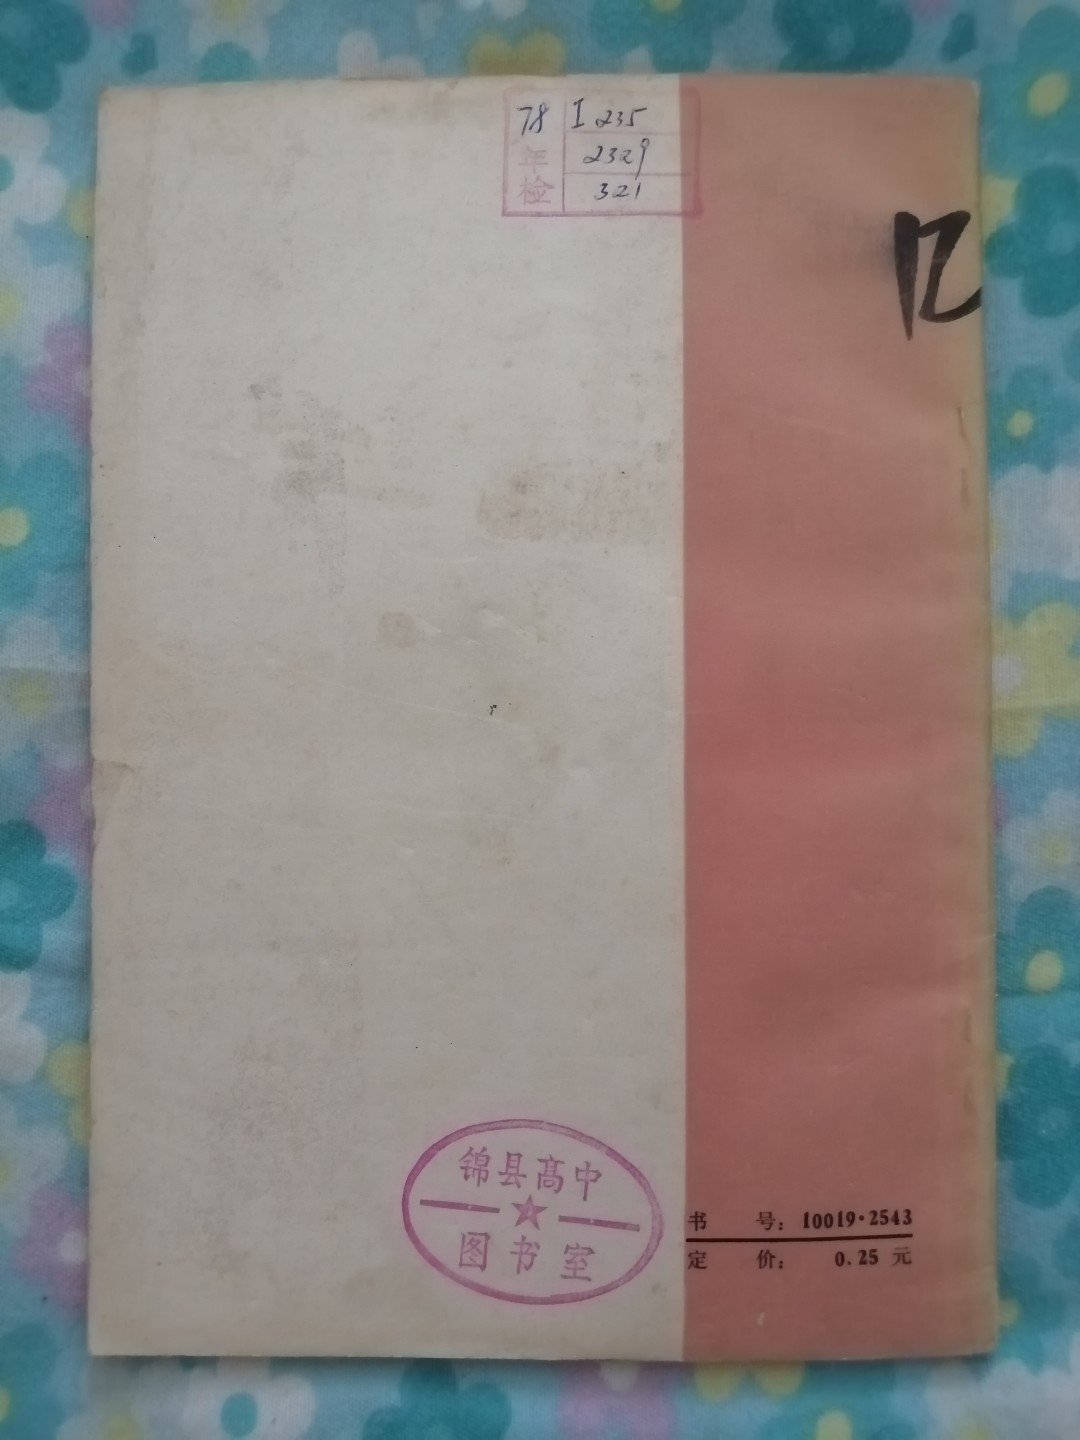 78 I 235
年 2329
检 321
锦县高中
图书室
书 号：10019·2543
定 价： 0.25 元